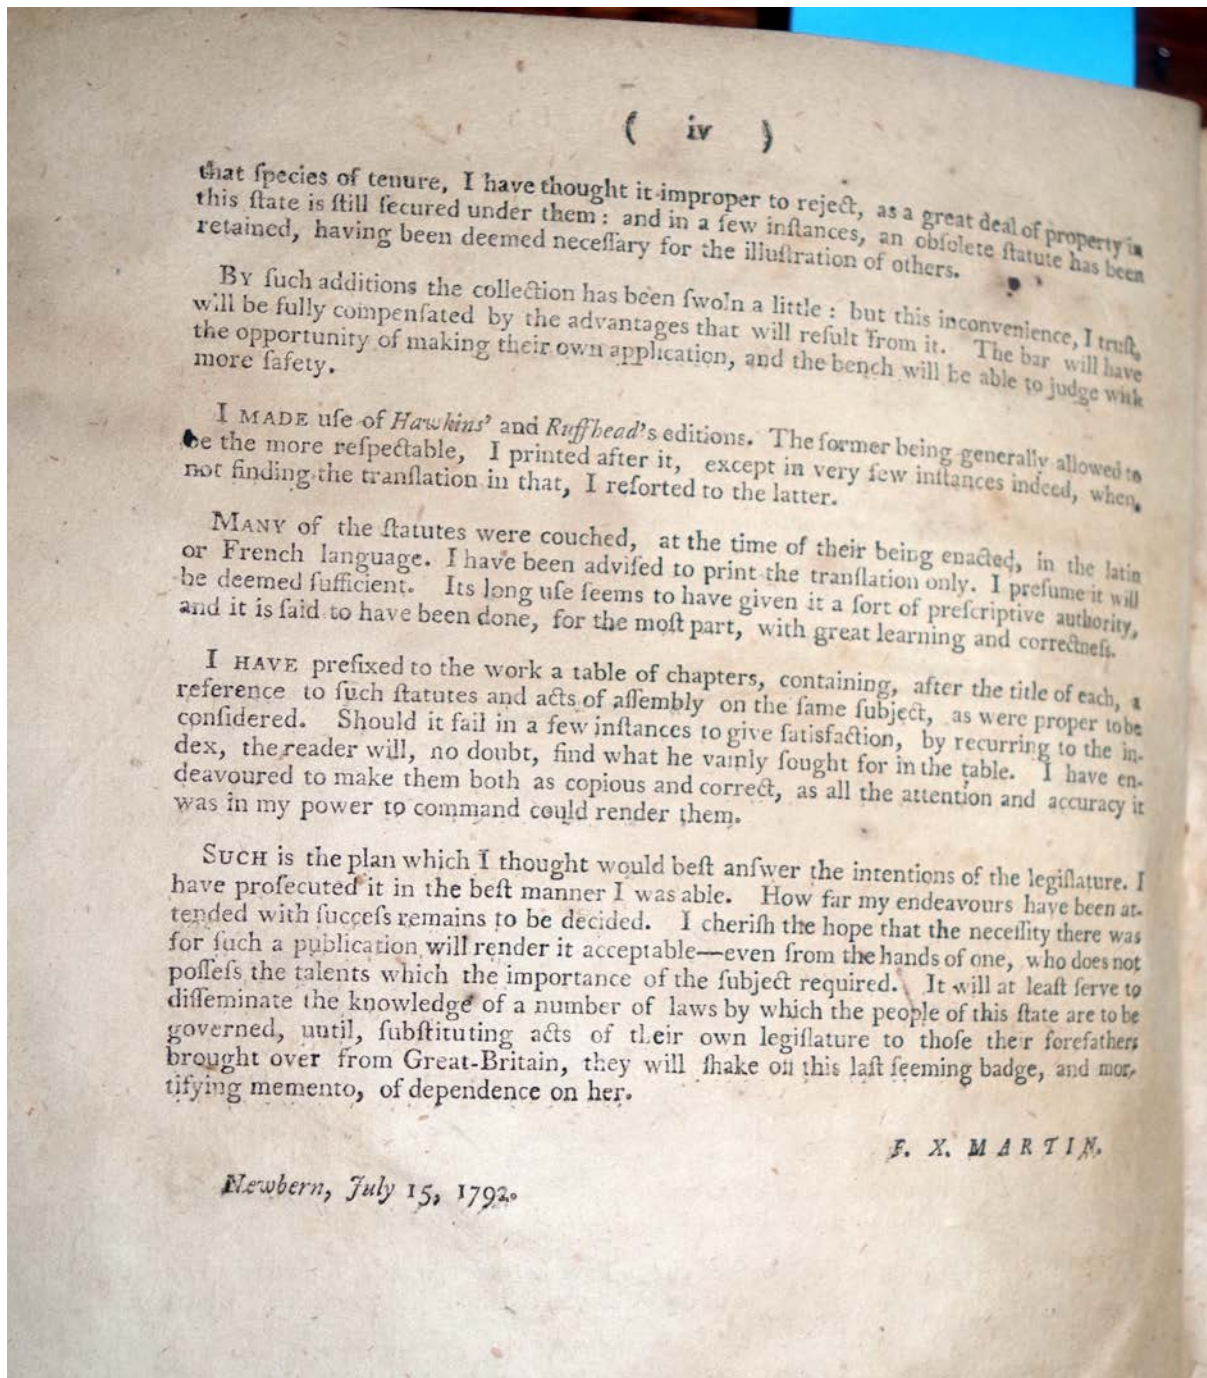 ( iv )
that ſpecies of tenure, I have thought it improper to reject, as a great deal of property in
this ſtate is ſtill ſecured under them: and in a few inſtances, an obſolete ſtatute has been
retained, having been deemed neceſſary for the illuſtration of others.
By ſuch additions the collection has been ſwoln a little: but this inconvenience, I truſt,
will be fully compenſated by the advantages that will reſult from it. The bar will have
the opportunity of making their own application, and the bench will be able to judge with
more ſafety.
I MADE uſe of Hawkins' and Ruffhead's editions. The former being generally allowed to
be the more reſpectable, I printed after it, except in very few inſtances indeed, when,
not finding the tranſlation in that, I reſorted to the latter.
MANY of the ſtatutes were couched, at the time of their being enacted, in the latin
or French language. I have been adviſed to print the tranſlation only. I preſume it will
be deemed ſufficient. Its long uſe ſeems to have given it a ſort of preſcriptive authority,
and it is ſaid to have been done, for the moſt part, with great learning and correctneſs.
I HAVE prefixed to the work a table of chapters, containing, after the title of each, a
reference to ſuch ſtatutes and acts of aſſembly on the ſame ſubject, as were proper to be
conſidered. Should it fail in a few inſtances to give ſatisfaction, by recurring to the in-
dex, the reader will, no doubt, find what he vainly ſought for in the table. I have en-
deavoured to make them both as copious and correct, as all the attention and accuracy it
was in my power to command could render them.
SUCH is the plan which I thought would beſt anſwer the intentions of the legiſlature. I
have proſecuted it in the beſt manner I was able. How far my endeavours have been at-
tended with ſucceſs remains to be decided. I cheriſh the hope that the neceſſity there was
for ſuch a publication will render it acceptable—even from the hands of one, who does not
poſſeſs the talents which the importance of the ſubject required. It will at leaſt ſerve to
diſſeminate the knowledge of a number of laws by which the people of this ſtate are to be
governed, until, ſubſtituting acts of their own legiſlature to thoſe their forefathers
brought over from Great-Britain, they will ſhake off this laſt ſeeming badge, and mor-
tifying memento, of dependence on her.
F. X. MARTIN.
Newbern, July 15, 1792.